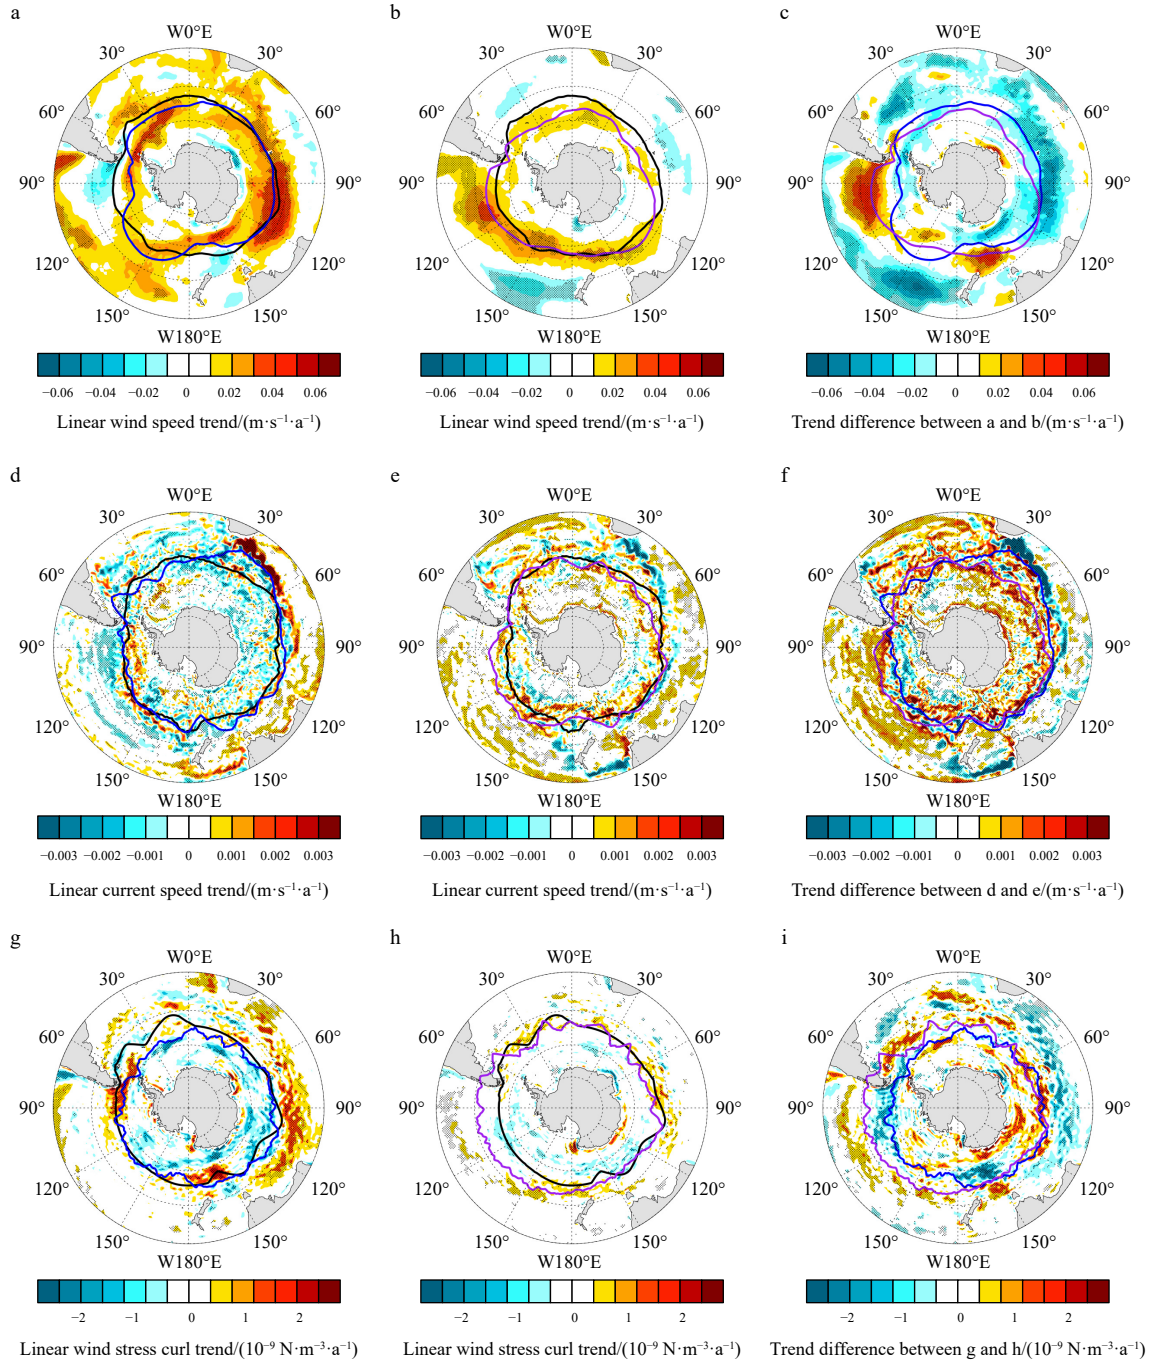 a b c
W0°E W0°E W0°E
30° 30° 30° 30° 30° 30°
60° 60° 60° 60° 60° 60°
90° 90° 90° 90° 90° 90°
120° 120° 120° 120° 120° 120°
150° 150° 150° 150° 150° 150°
W180°E W180°E W180°E
−0.06 −0.04 −0.02 0 0.02 0.04 0.06 −0.06 −0.04 −0.02 0 0.02 0.04 0.06 −0.06 −0.04 −0.02 0 0.02 0.04 0.06
Linear wind speed trend/(m·s⁻¹·a⁻¹) Linear wind speed trend/(m·s⁻¹·a⁻¹) Trend difference between a and b/(m·s⁻¹·a⁻¹)
d e f
W0°E W0°E W0°E
30° 30° 30° 30° 30° 30°
60° 60° 60° 60° 60° 60°
90° 90° 90° 90° 90° 90°
120° 120° 120° 120° 120° 120°
150° 150° 150° 150° 150° 150°
W180°E W180°E W180°E
−0.003 −0.002 −0.001 0 0.001 0.002 0.003 −0.003 −0.002 −0.001 0 0.001 0.002 0.003 −0.003 −0.002 −0.001 0 0.001 0.002 0.003
Linear current speed trend/(m·s⁻¹·a⁻¹) Linear current speed trend/(m·s⁻¹·a⁻¹) Trend difference between d and e/(m·s⁻¹·a⁻¹)
g h i
W0°E W0°E W0°E
30° 30° 30° 30° 30° 30°
60° 60° 60° 60° 60° 60°
90° 90° 90° 90° 90° 90°
120° 120° 120° 120° 120° 120°
150° 150° 150° 150° 150° 150°
W180°E W180°E W180°E
−2 −1 0 1 2 −2 −1 0 1 2 −2 −1 0 1 2
Linear wind stress curl trend/(10⁻⁹ N·m⁻³·a⁻¹) Linear wind stress curl trend/(10⁻⁹ N·m⁻³·a⁻¹) Trend difference between g and h/(10⁻⁹ N·m⁻³·a⁻¹)